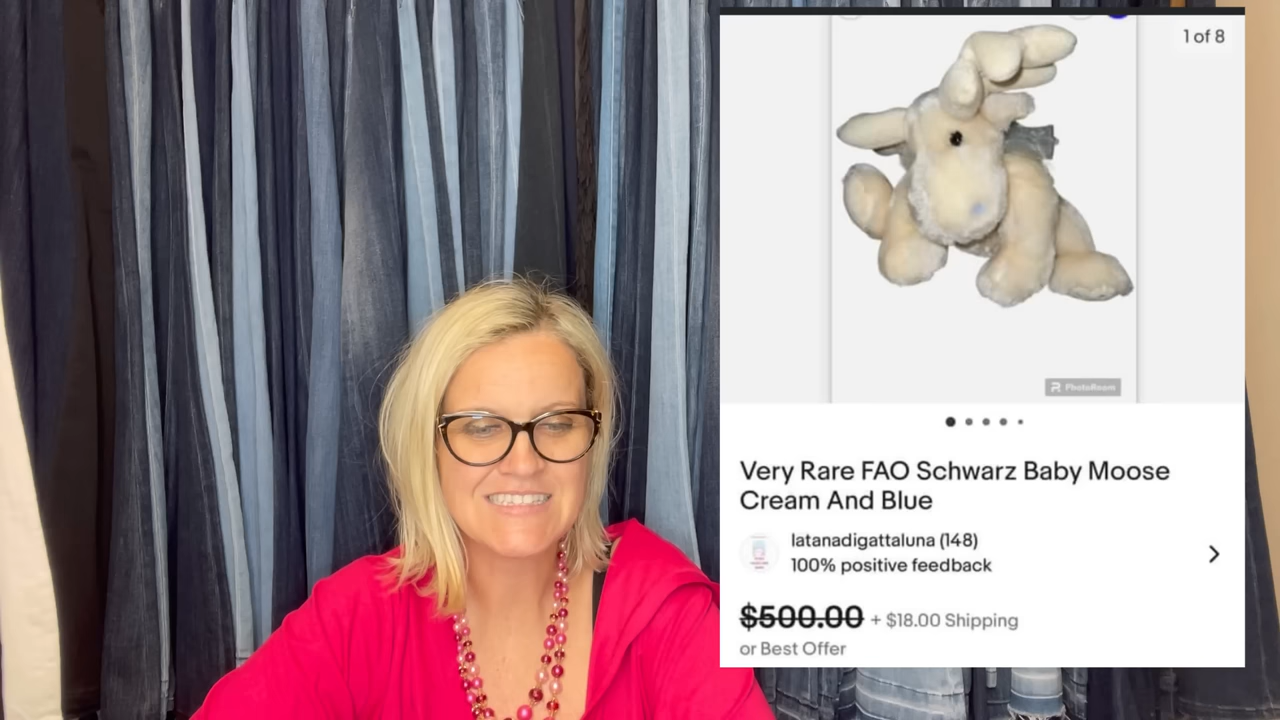 1 of 8
PhotoRoom
Very Rare FAO Schwarz Baby Moose
Cream And Blue
latanadigattaluna (148)
100% positive feedback
$500.00 + $18.00 Shipping
or Best Offer